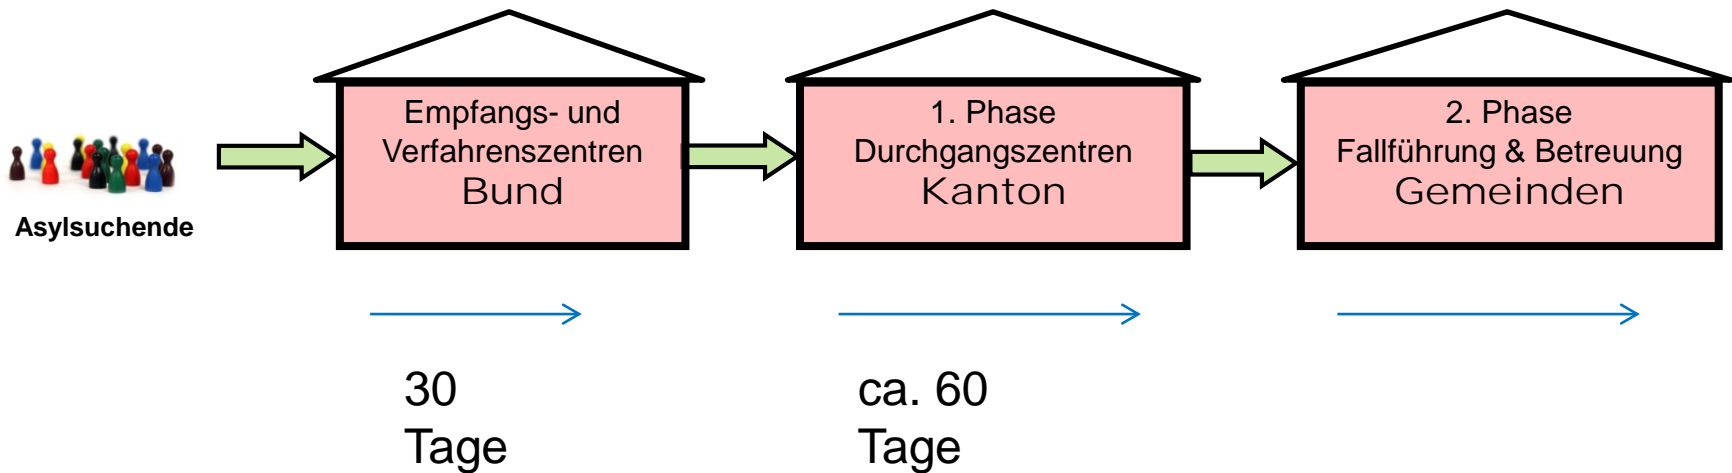 Asylsuchende
Empfangs- und
Verfahrenszentren
Bund
1. Phase
Durchgangszentren
Kanton
2. Phase
Fallführung & Betreuung
Gemeinden
30
Tage
ca. 60
Tage